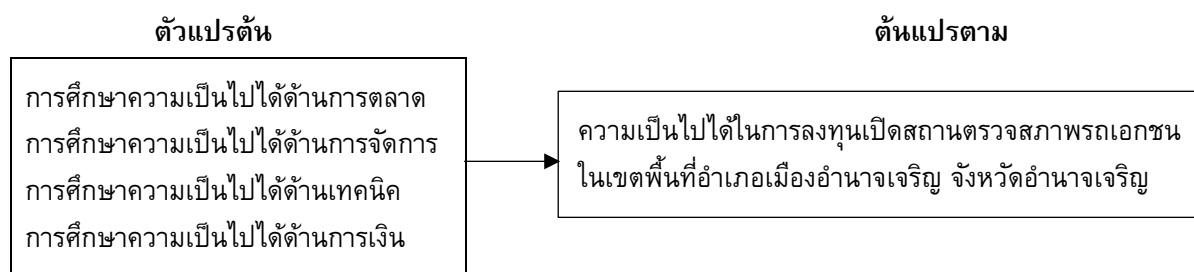 ตัวแปรต้น
ต้นแปรตาม
การศึกษาความเป็นไปได้ด้านการตลาด
การศึกษาความเป็นไปได้ด้านการจัดการ
การศึกษาความเป็นไปได้ด้านเทคนิค
การศึกษาความเป็นไปได้ด้านการเงิน
ความเป็นไปได้ในการลงทุนเปิดสถานตรวจสภาพรถเอกชน
ในเขตพื้นที่อำเภอเมืองอำนาจเจริญ จังหวัดอำนาจเจริญ